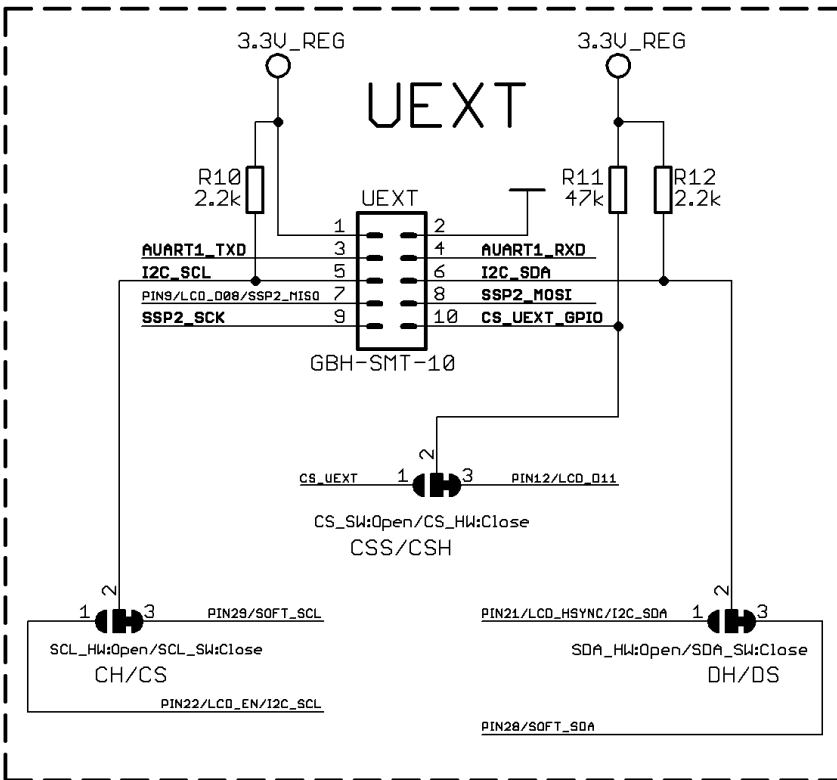 3.3V_REG
3.3V_REG
UEXT
R10
2.2k
R11
47k
R12
2.2k
UEXT
1
2
AUART1_TXD
3
4
AUART1_RXD
I2C_SCL
5
6
I2C_SDA
PIN9/LCD_D08/SSP2_MISO
7
8
SSP2_MOSI
SSP2_SCK
9
10
CS_UEXT_GPIO
GBH-SMT-10
2
CS_UEXT
1
3
PIN12/LCD_D11
CS_SW:Open/CS_HW:Close
CSS/CSH
2
1
3
PIN29/SOFT_SCL
SCL_HW:Open/SCL_SW:Close
CH/CS
PIN22/LCD_EN/I2C_SCL
2
PIN21/LCD_HSYNC/I2C_SDA
1
3
SDA_HW:Open/SDA_SW:Close
DH/DS
PIN28/SOFT_SDA